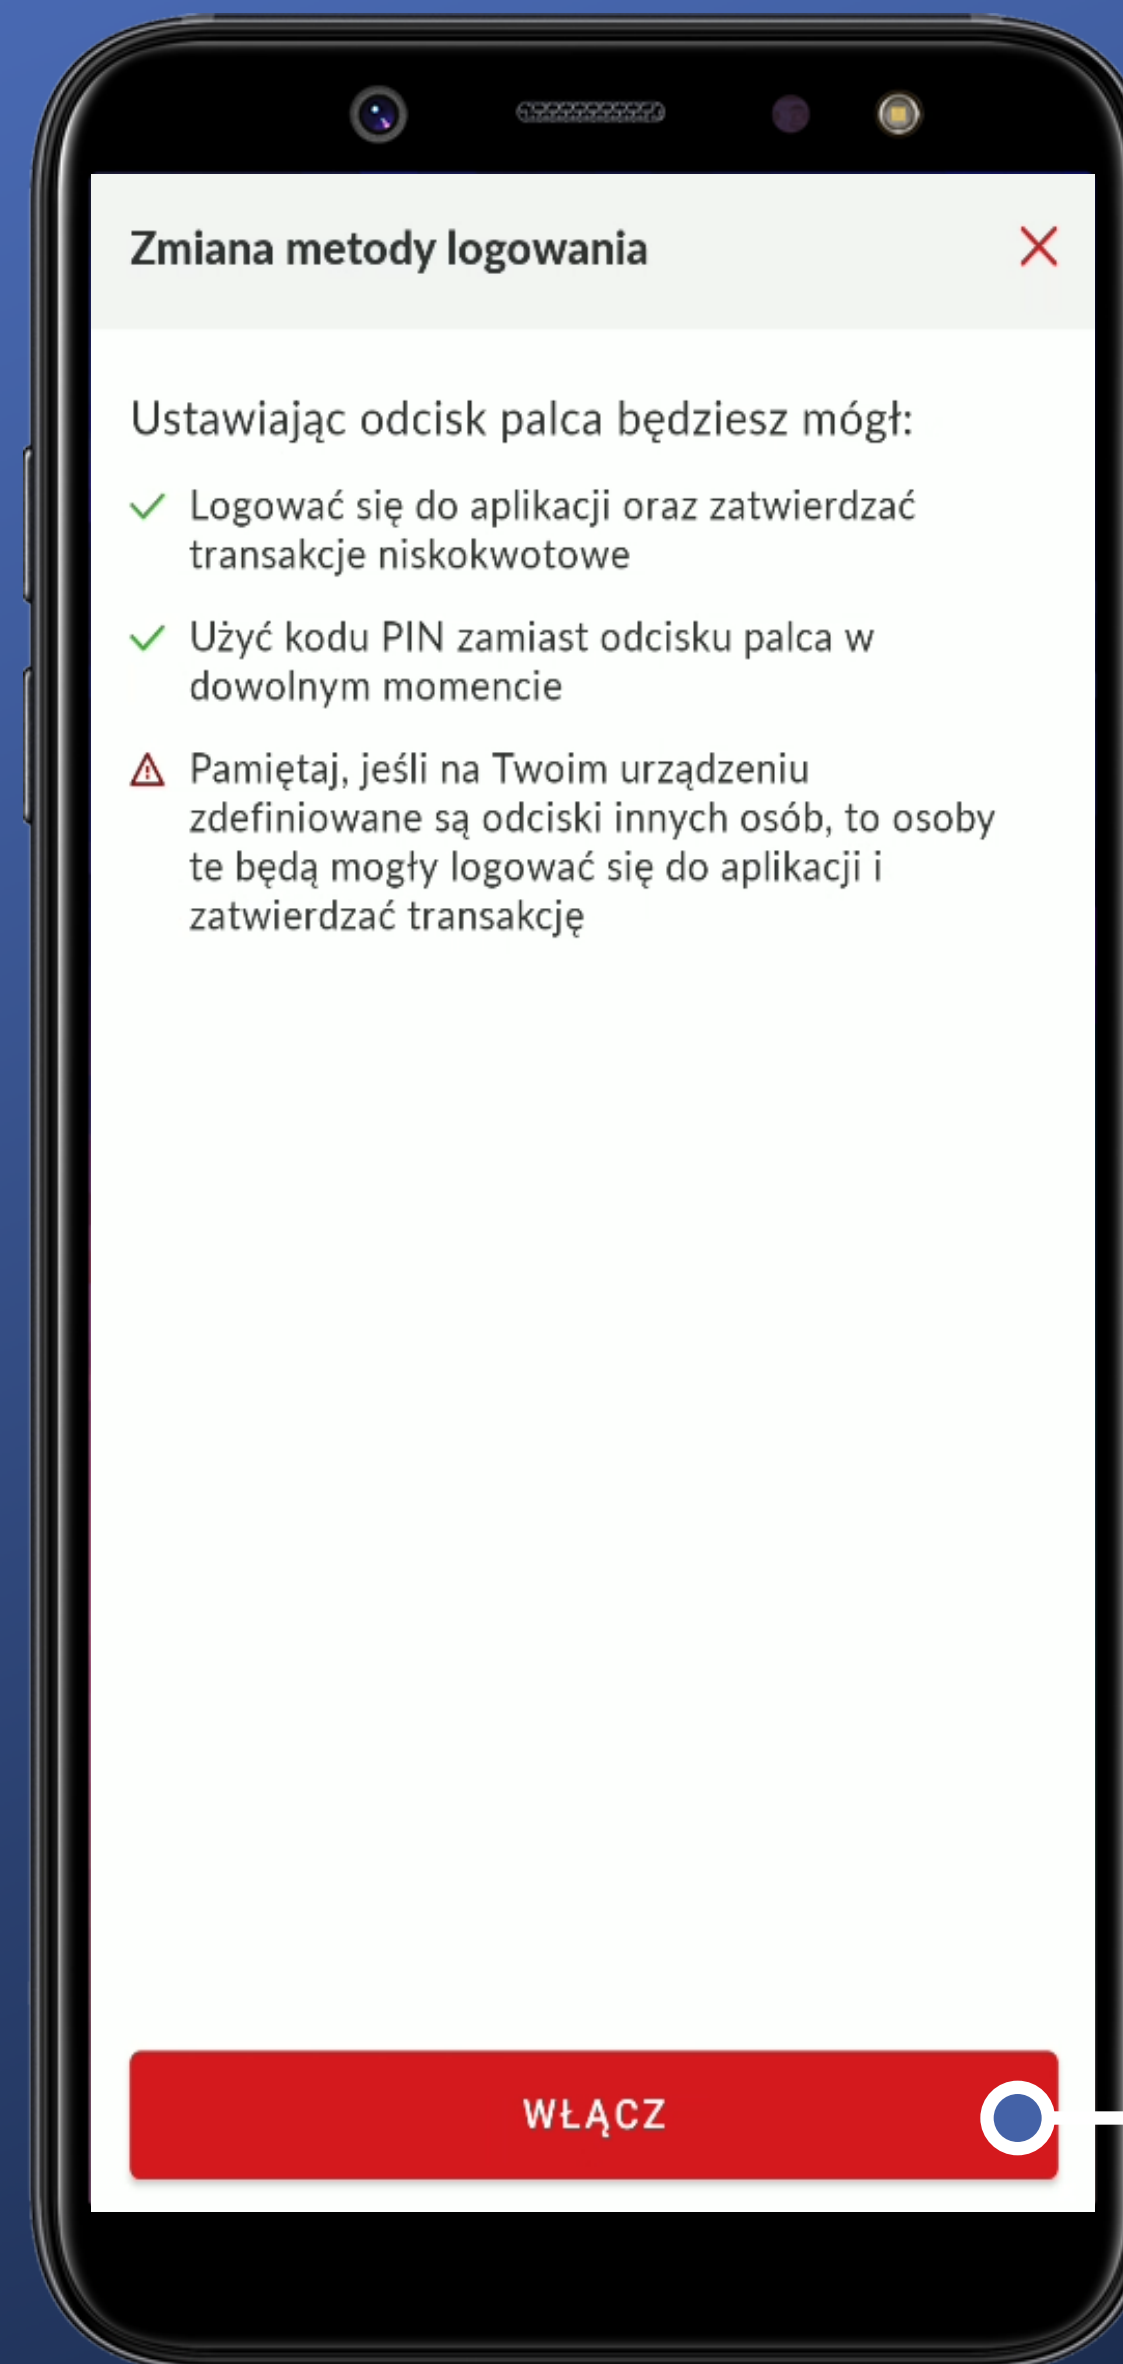 Zmiana metody logowania
Ustawiając odcisk palca będziesz mógł:
Logować się do aplikacji oraz zatwierdzać
transakcje niskokwotowe
Użyć kodu PIN zamiast odcisku palca w
dowolnym momencie
Pamiętaj, jeśli na Twoim urządzeniu
zdefiniowane są odciski innych osób, to osoby
te będą mogły logować się do aplikacji i
zatwierdzać transakcję
WŁĄCZ